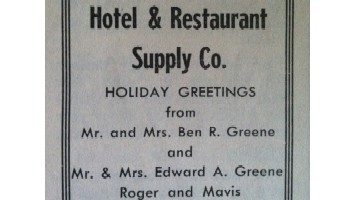 Hotel & Restaurant
Supply Co.
HOLIDAY GREETINGS
from
Mr. and Mrs. Ben R. Greene
and
Mr. & Mrs. Edward A. Greene
Roger and Mavis